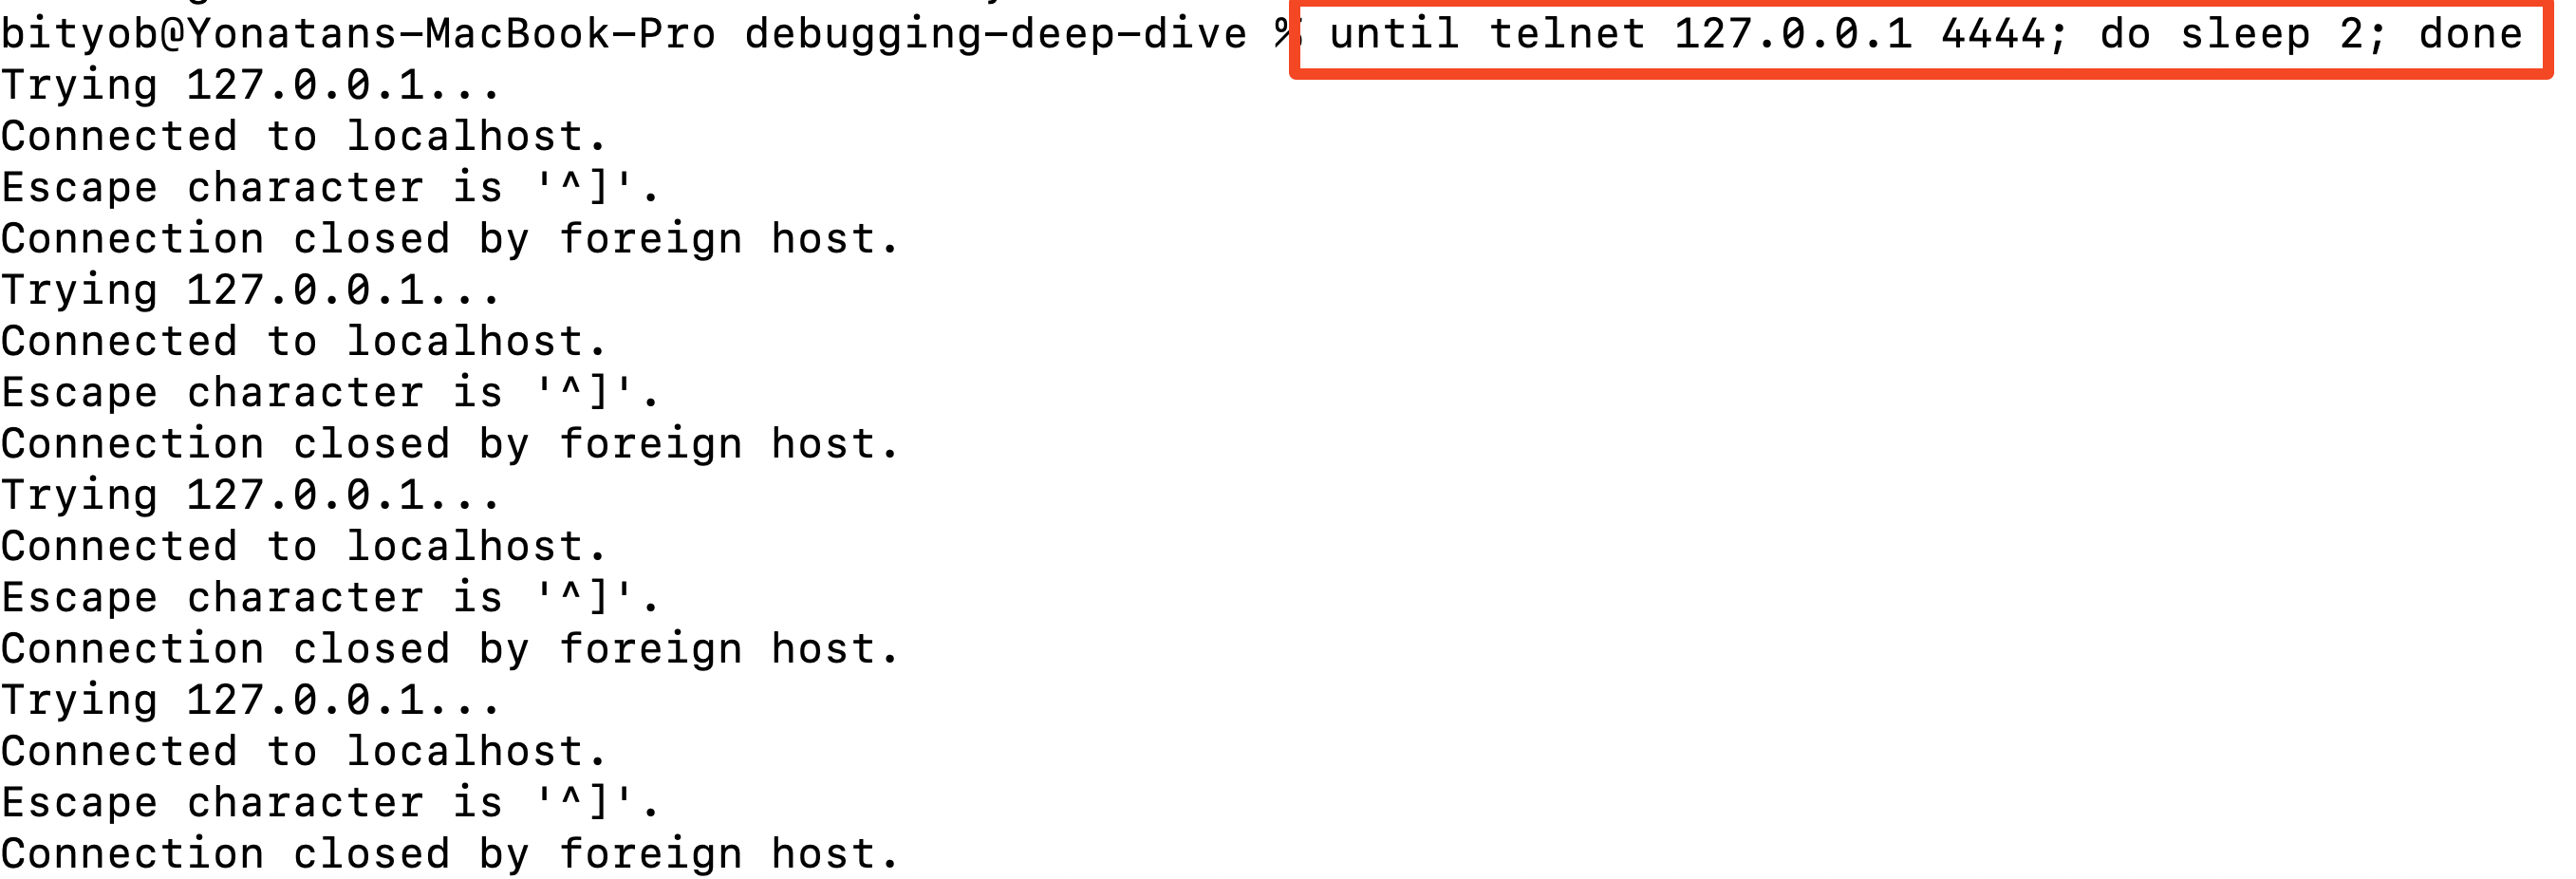 bityob@Yonatans-MacBook-Pro debugging-deep-dive % until telnet 127.0.0.1 4444; do sleep 2; done
Trying 127.0.0.1...
Connected to localhost.
Escape character is '^]'.
Connection closed by foreign host.
Trying 127.0.0.1...
Connected to localhost.
Escape character is '^]'.
Connection closed by foreign host.
Trying 127.0.0.1...
Connected to localhost.
Escape character is '^]'.
Connection closed by foreign host.
Trying 127.0.0.1...
Connected to localhost.
Escape character is '^]'.
Connection closed by foreign host.